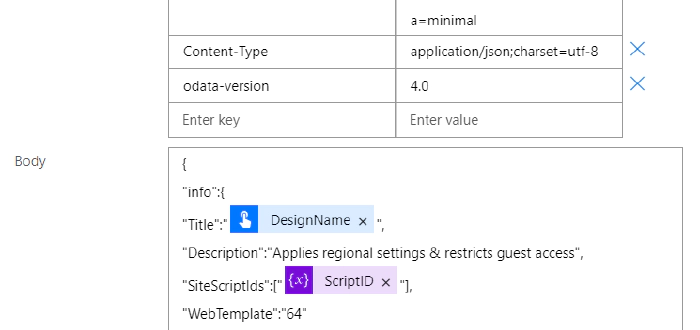 a=minimal
Content-Type application/json;charset=utf-8
odata-version 4.0
Enter key Enter value
Body
{
"info":{
"Title":" DesignName × ",
"Description":"Applies regional settings & restricts guest access",
"SiteScriptIds":[" {x} ScriptID × "],
"WebTemplate":"64"